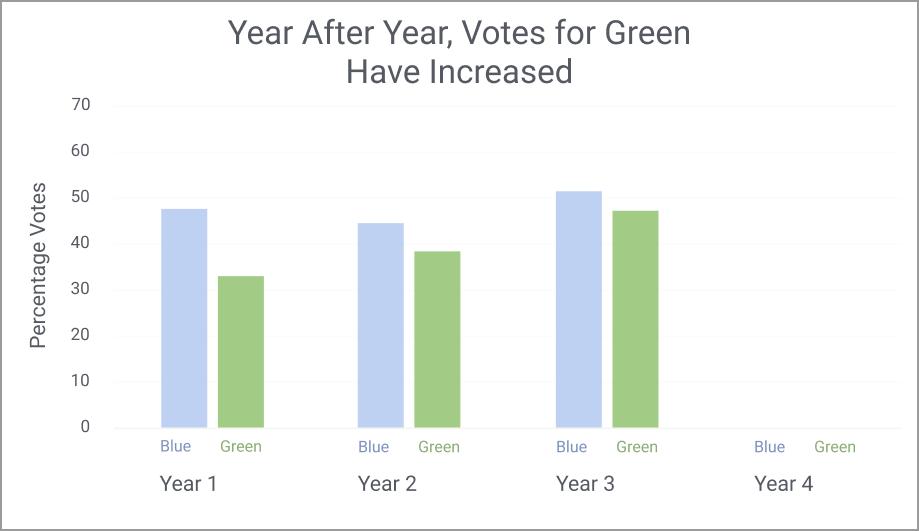 Year After Year, Votes for Green
Have Increased
Percentage Votes
70
60
50
40
30
20
10
0
Blue Green Blue Green Blue Green Blue Green
Year 1 Year 2 Year 3 Year 4